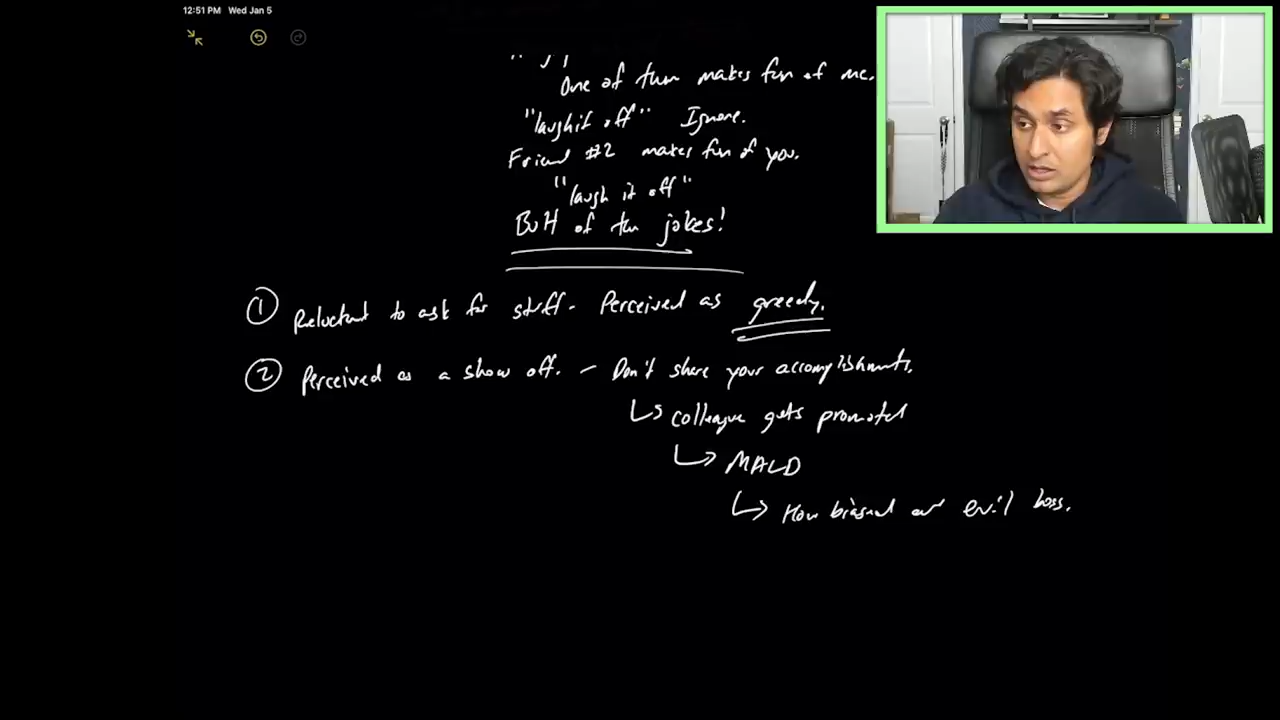 12:51 PM Wed Jan 5
One of them makes fun of me.
"laugh it off" Ignore.
Friend #2 makes fun of you.
"laugh it off"
Butt of the jokes!
① Reluctant to ask for stuff. Perceived as greedy.
② Perceived as a show off. - Don't share your accomplishments.
↳ colleague gets promoted
↳ MALD
↳ How biased or evil boss.